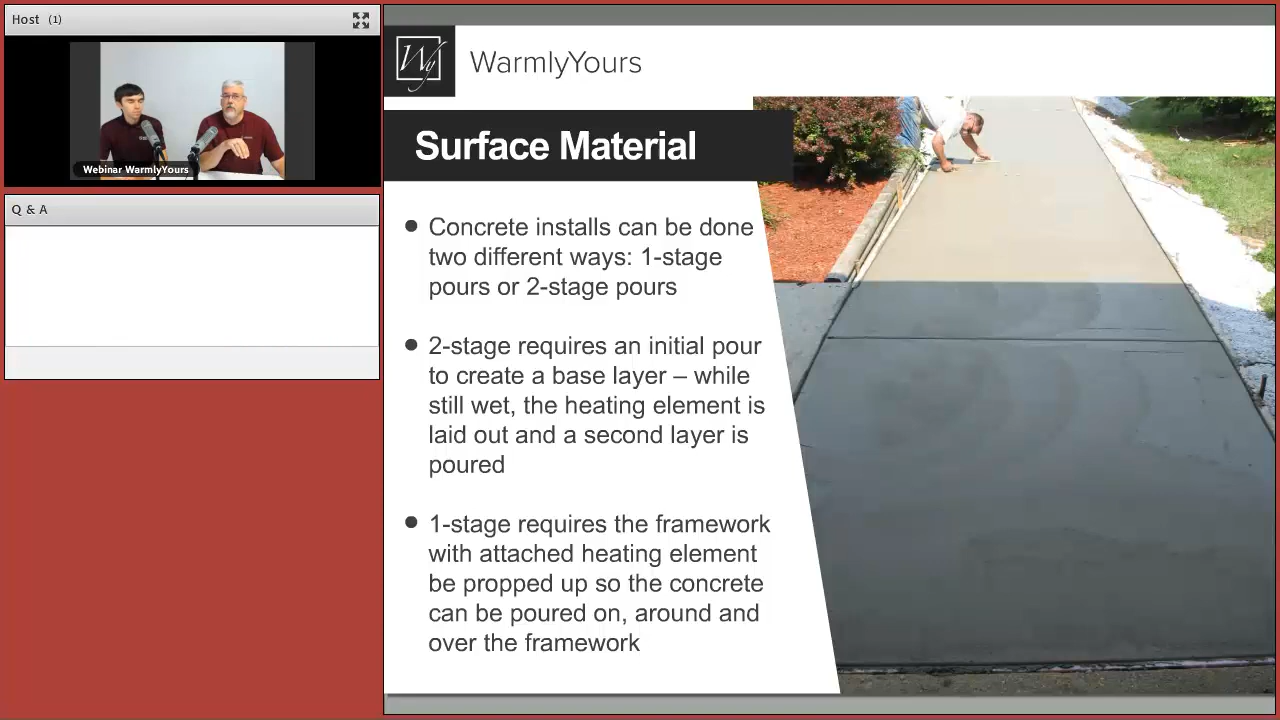 Host (1)
Webinar WarmlyYours
Q & A
Wy
WarmlyYours
Surface Material
• Concrete installs can be done
two different ways: 1-stage
pours or 2-stage pours
• 2-stage requires an initial pour
to create a base layer – while
still wet, the heating element is
laid out and a second layer is
poured
• 1-stage requires the framework
with attached heating element
be propped up so the concrete
can be poured on, around and
over the framework